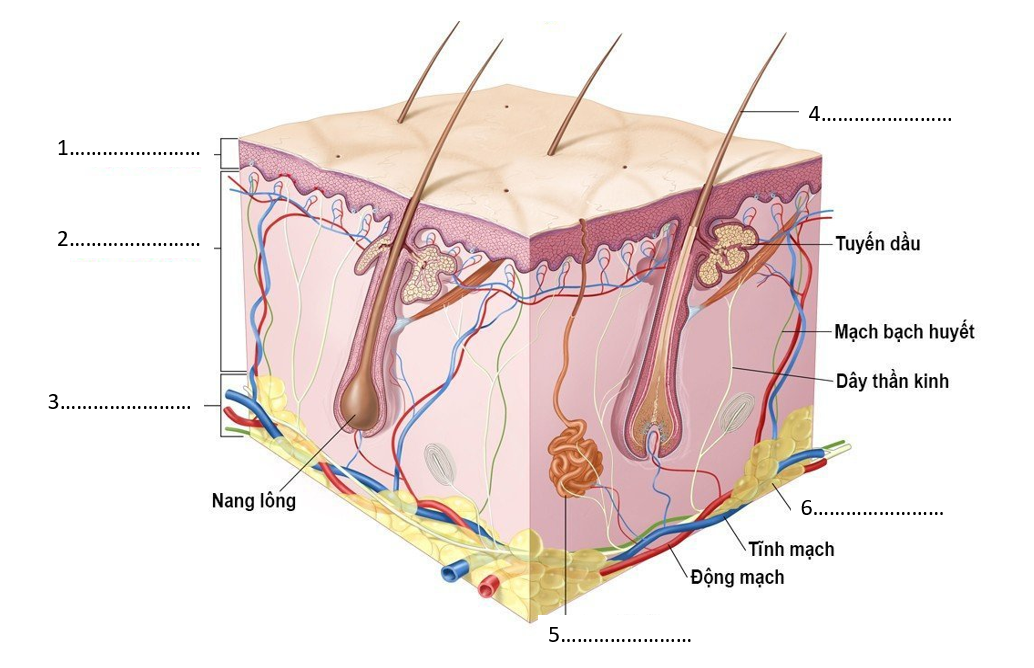 4........................
1........................
2........................
Tuyến dầu
Mạch bạch huyết
Dây thần kinh
3........................
Nang lông
6........................
Tĩnh mạch
Động mạch
5........................